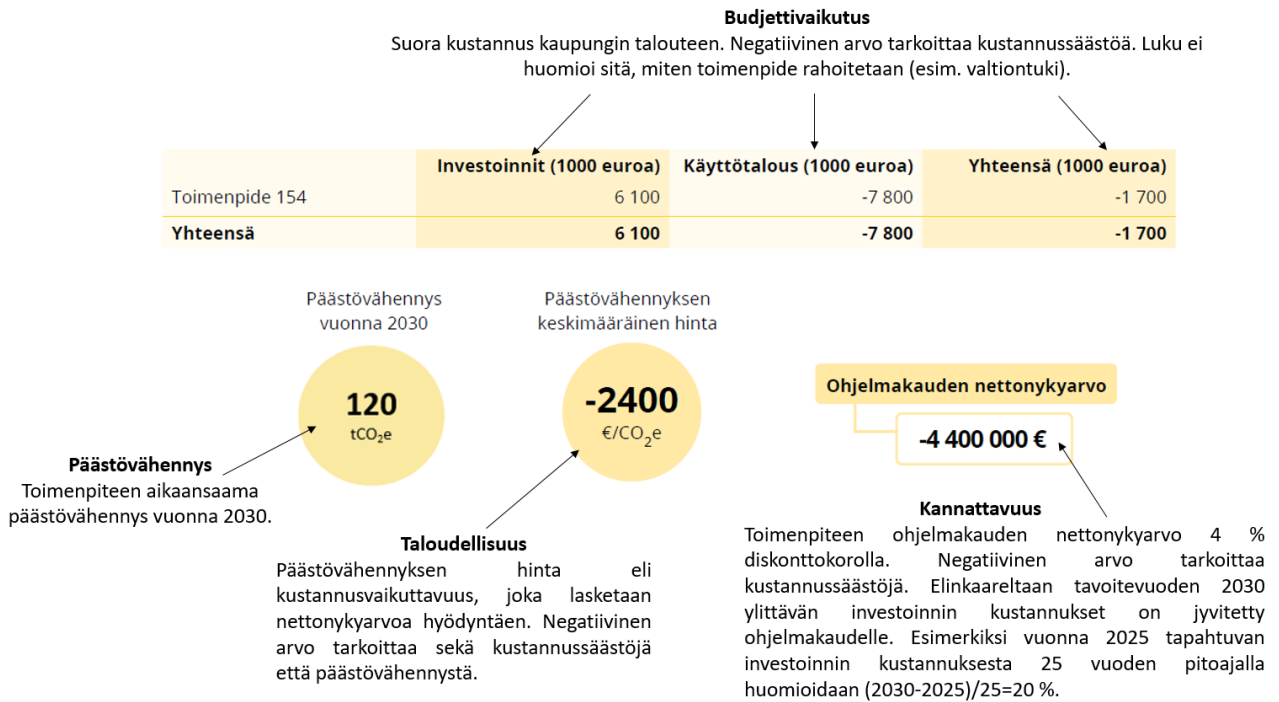 Budjettivaikutus
Suora kustannus kaupungin talouteen. Negatiivinen arvo tarkoittaa kustannussäästöä. Luku ei
huomioi sitä, miten toimenpide rahoitetaan (esim. valtiontuki).
Investoinnit (1000 euroa) Käyttötalous (1000 euroa) Yhteensä (1000 euroa)
Toimenpide 154 6 100 -7 800 -1 700
Yhteensä 6 100 -7 800 -1 700
Päästövähennys
vuonna 2030
120
tCO₂e
Päästövähennyksen
keskimääräinen hinta
-2400
€/CO₂e
Ohjelmakauden nettonykyarvo
-4 400 000 €
Päästövähennys
Toimenpiteen aikaansaama
päästövähennys vuonna 2030.
Taloudellisuus
Päästövähennyksen hinta eli
kustannusvaikuttavuus, joka lasketaan
nettonykyarvoa hyödyntäen. Negatiivinen
arvo tarkoittaa sekä kustannussäästöjä
että päästövähennystä.
Kannattavuus
Toimenpiteen ohjelmakauden nettonykyarvo 4 %
diskonttokorolla. Negatiivinen arvo tarkoittaa
kustannussäästöjä. Elinkaareltaan tavoitevuoden 2030
ylittävän investoinnin kustannukset on jyvitetty
ohjelmakaudelle. Esimerkiksi vuonna 2025 tapahtuvan
investoinnin kustannuksesta 25 vuoden pitoajalla
huomioidaan (2030-2025)/25=20 %.